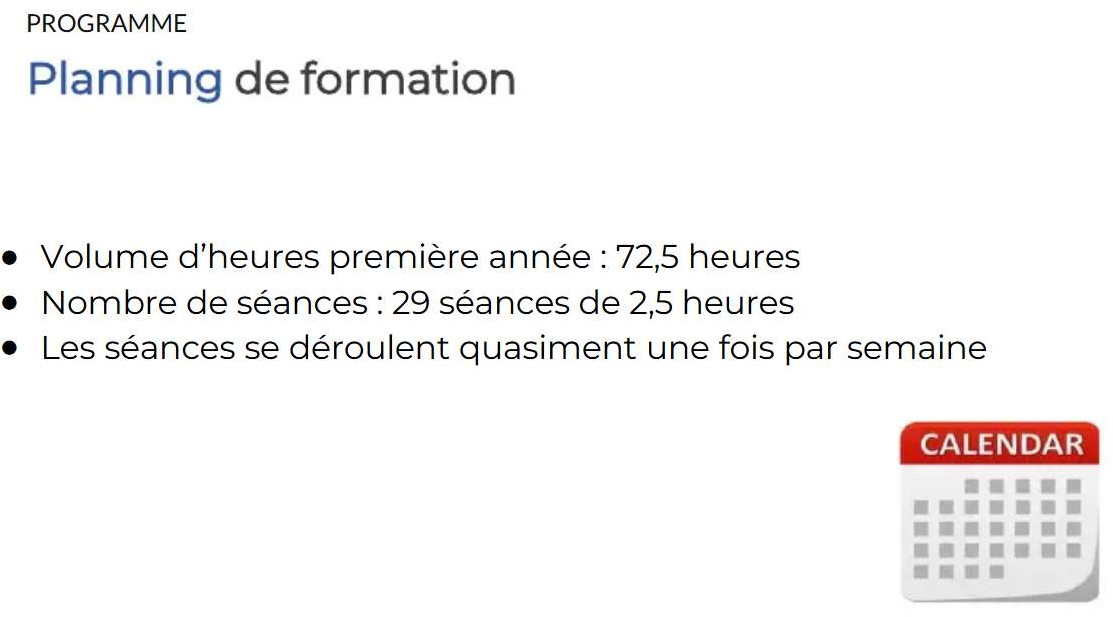 PROGRAMME
Planning de formation
● Volume d’heures première année : 72,5 heures
● Nombre de séances : 29 séances de 2,5 heures
● Les séances se déroulent quasiment une fois par semaine
CALENDAR